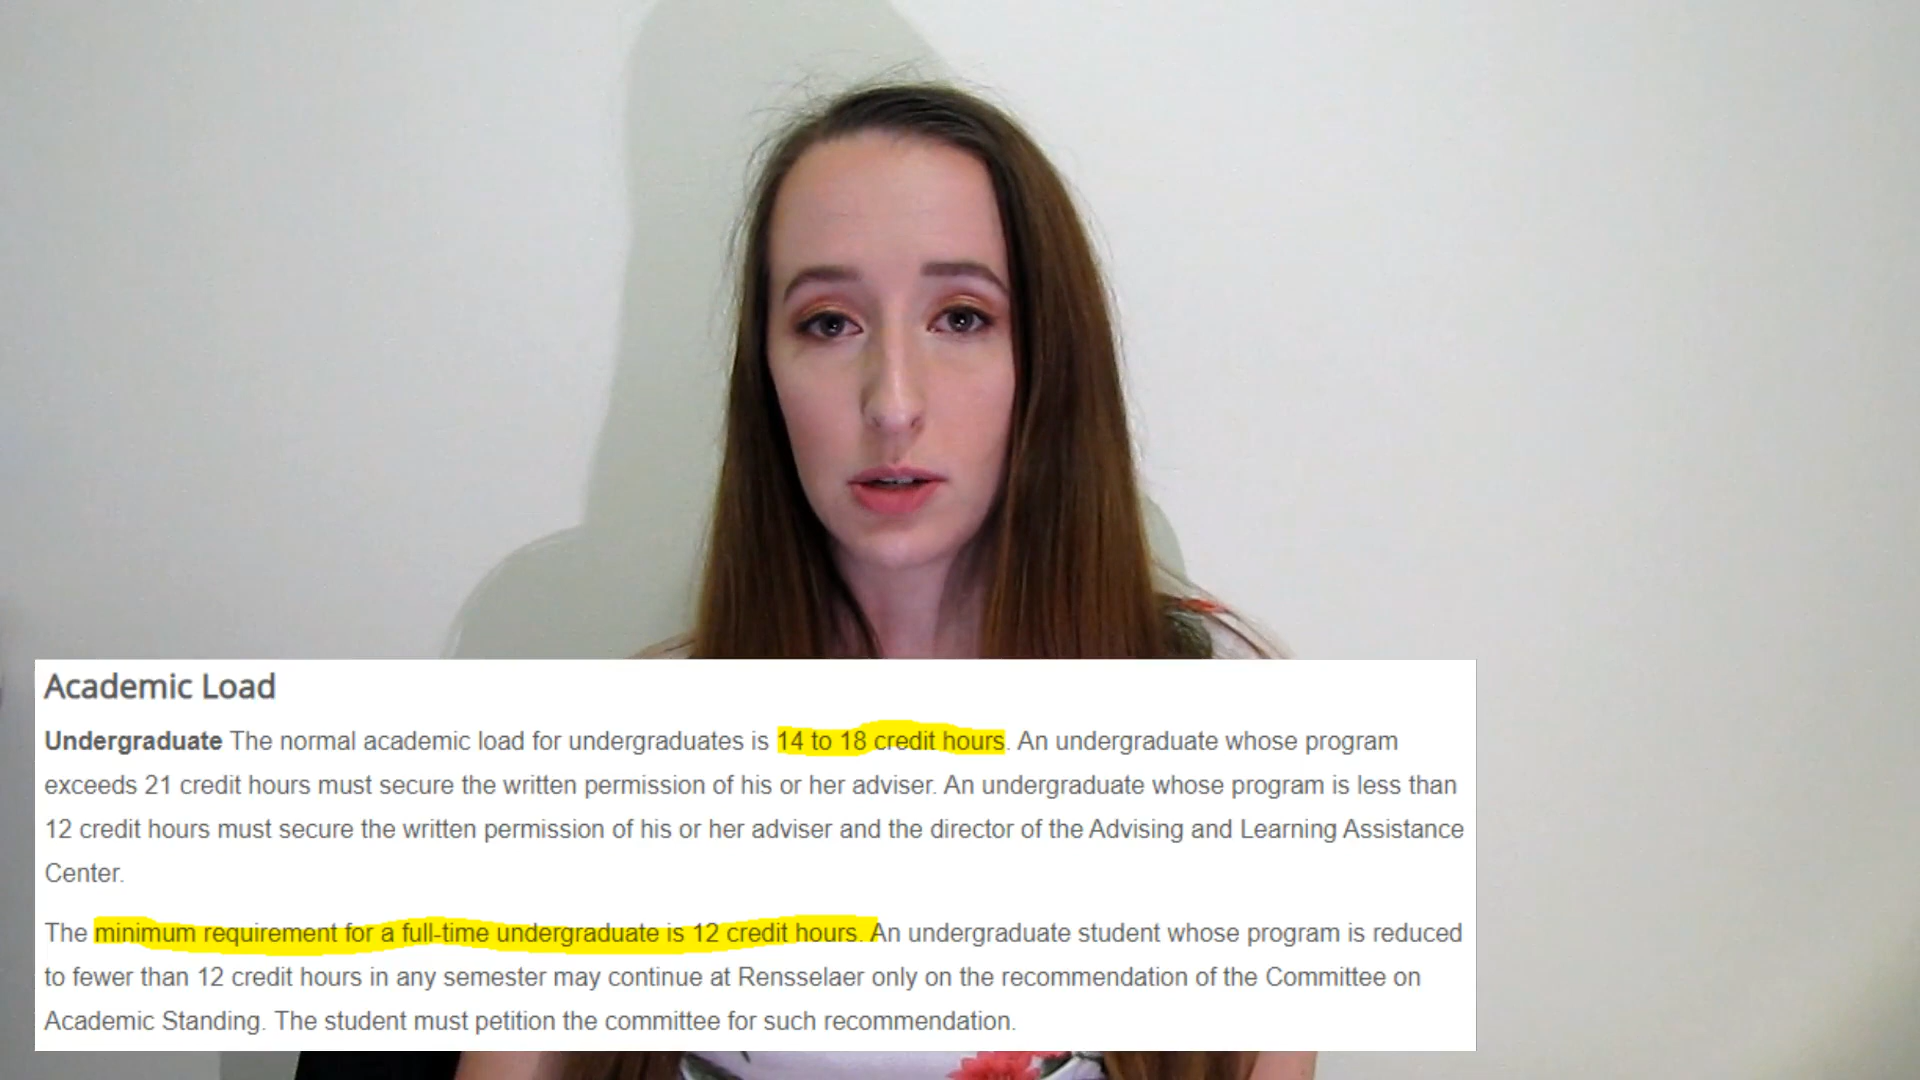 Academic Load
Undergraduate The normal academic load for undergraduates is 14 to 18 credit hours. An undergraduate whose program
exceeds 21 credit hours must secure the written permission of his or her adviser. An undergraduate whose program is less than
12 credit hours must secure the written permission of his or her adviser and the director of the Advising and Learning Assistance
Center.
The minimum requirement for a full-time undergraduate is 12 credit hours. An undergraduate student whose program is reduced
to fewer than 12 credit hours in any semester may continue at Rensselaer only on the recommendation of the Committee on
Academic Standing. The student must petition the committee for such recommendation.